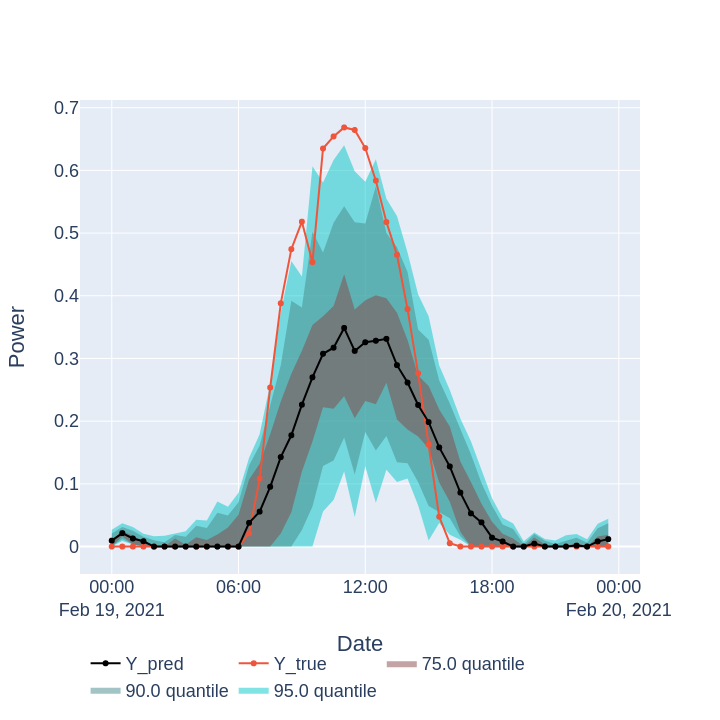 0.7
0.6
0.5
0.4
0.3
0.2
0.1
0
Power
00:00 06:00 12:00 18:00 00:00
Feb 19, 2021 Feb 20, 2021
Date
Y_pred Y_true 75.0 quantile
90.0 quantile 95.0 quantile